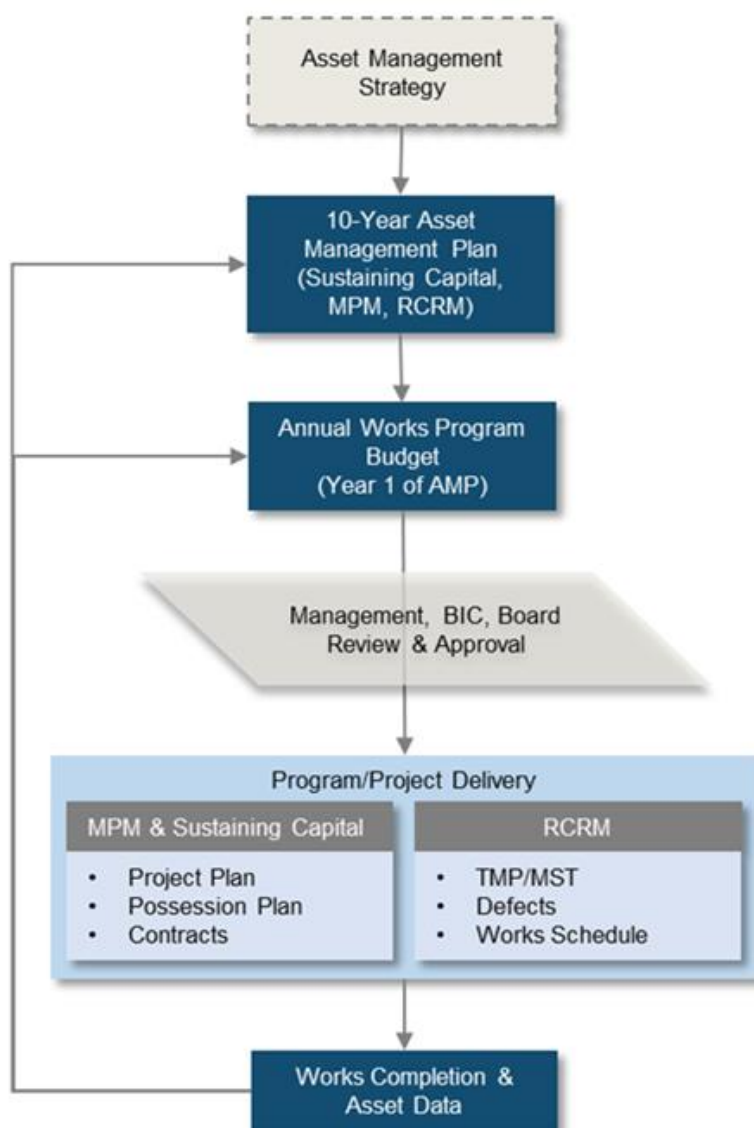 Asset Management
Strategy
10-Year Asset
Management Plan
(Sustaining Capital,
MPM, RCRM)
Annual Works Program
Budget
(Year 1 of AMP)
Management, BIC, Board
Review & Approval
Program/Project Delivery
MPM & Sustaining Capital
• Project Plan
• Possession Plan
• Contracts
RCRM
• TMP/MST
• Defects
• Works Schedule
Works Completion &
Asset Data